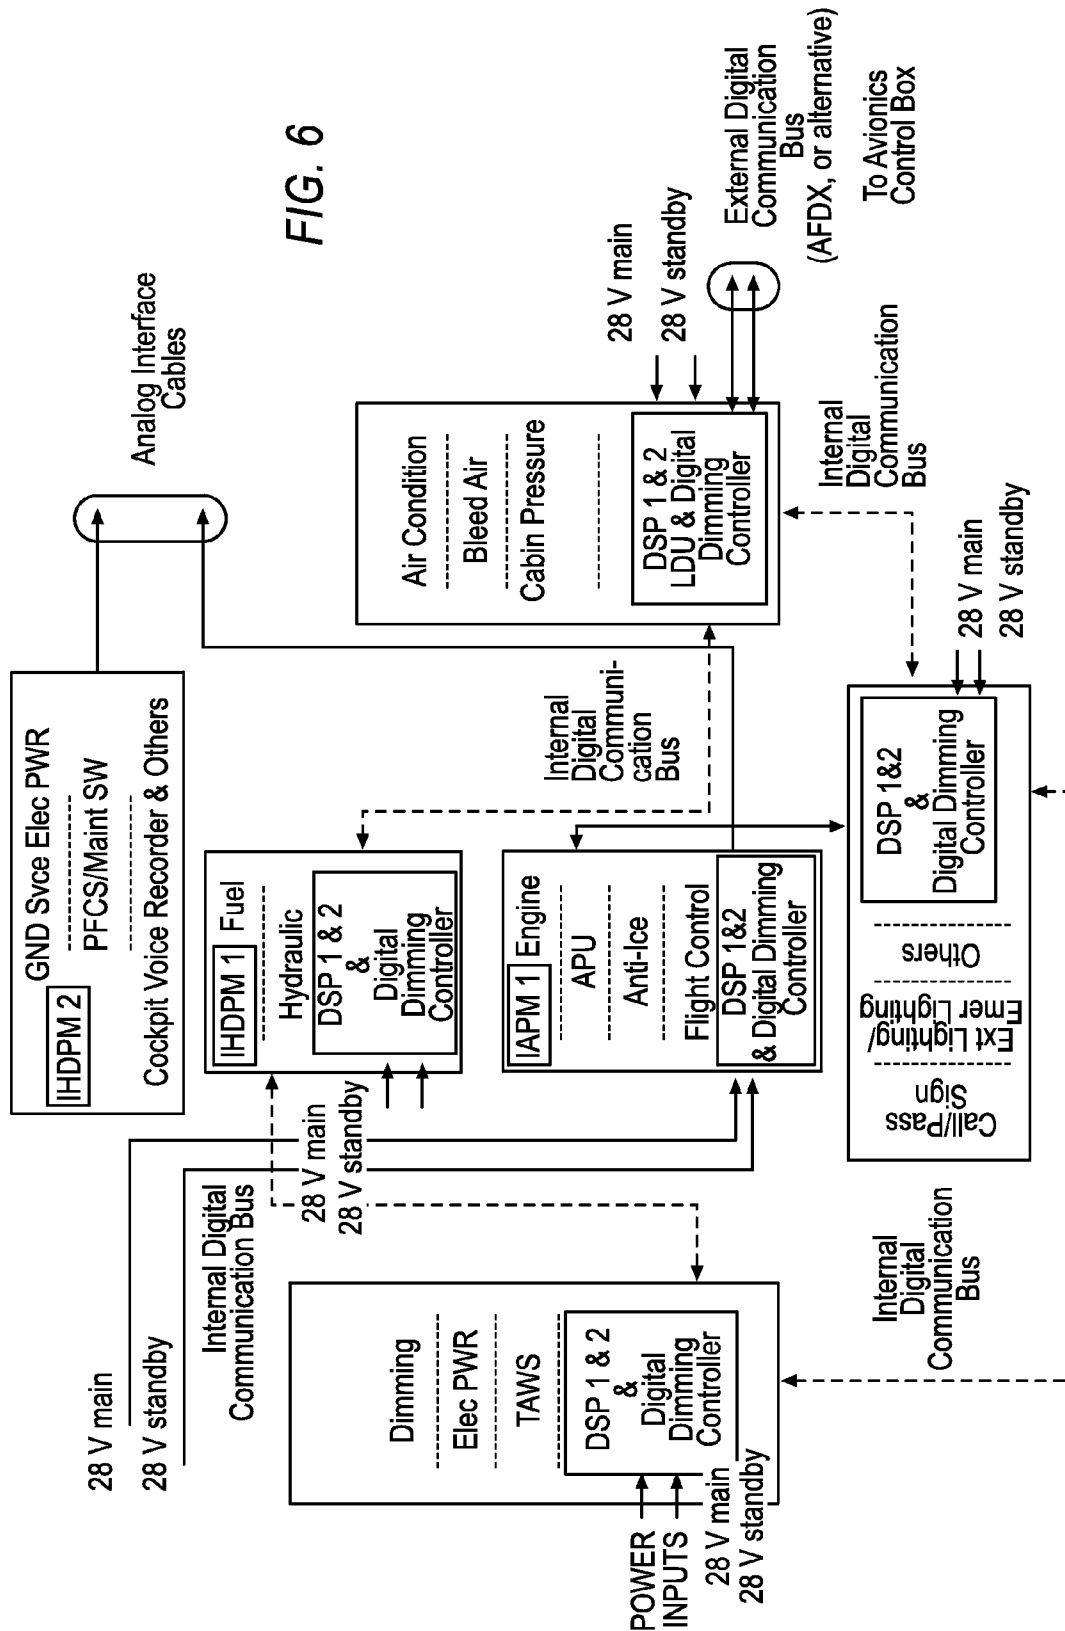 FIG. 6
GND Svce Elec PWR
IHDPM 2
PFCS/Maint SW
Cockpit Voice Recorder & Others
Analog Interface
Cables
28 V main
28 V standby
Internal Digital
Communication Bus
IHDPM 1
Fuel
Hydraulic
DSP 1 & 2
&
Digital
Dimming
Controller
28 V main
28 V standby
Internal
Digital
Communi-
cation
Bus
Air Condition
Bleed Air
Cabin Pressure
DSP 1 & 2
LDU & Digital
Dimming
Controller
28 V main
28 V standby
External Digital
Communication
Bus
(AFDX, or alternative)
To Avionics
Control Box
Dimming
Elec PWR
TAWS
DSP 1 & 2
&
Digital
Dimming
Controller
POWER
INPUTS
28 V main
28 V standby
IAPM 1
Engine
APU
Anti-Ice
Flight Control
DSP 1&2
& Digital Dimming
Controller
Internal
Digital
Communication
Bus
Call/Pass
Sign
Ext Lighting/
Emer Lighting
Others
DSP 1&2
&
Digital Dimming
Controller
28 V main
28 V standby
Internal
Digital
Communication
Bus